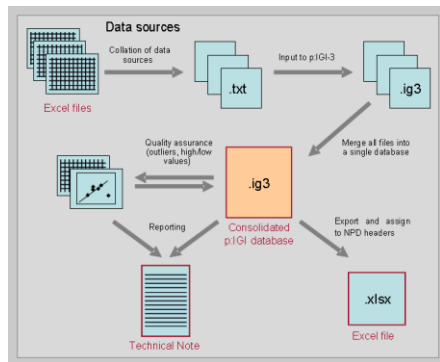 Data sources
Collation of data
sources
Input to p:IGI-3
.txt
.ig3
Excel files
Merge all files into
a single database
Quality assurance
(outliers, high/low
values)
.ig3
Reporting
Consolidated
p:IGI database
Export and assign
to NPD headers
.xlsx
Technical Note
Excel file